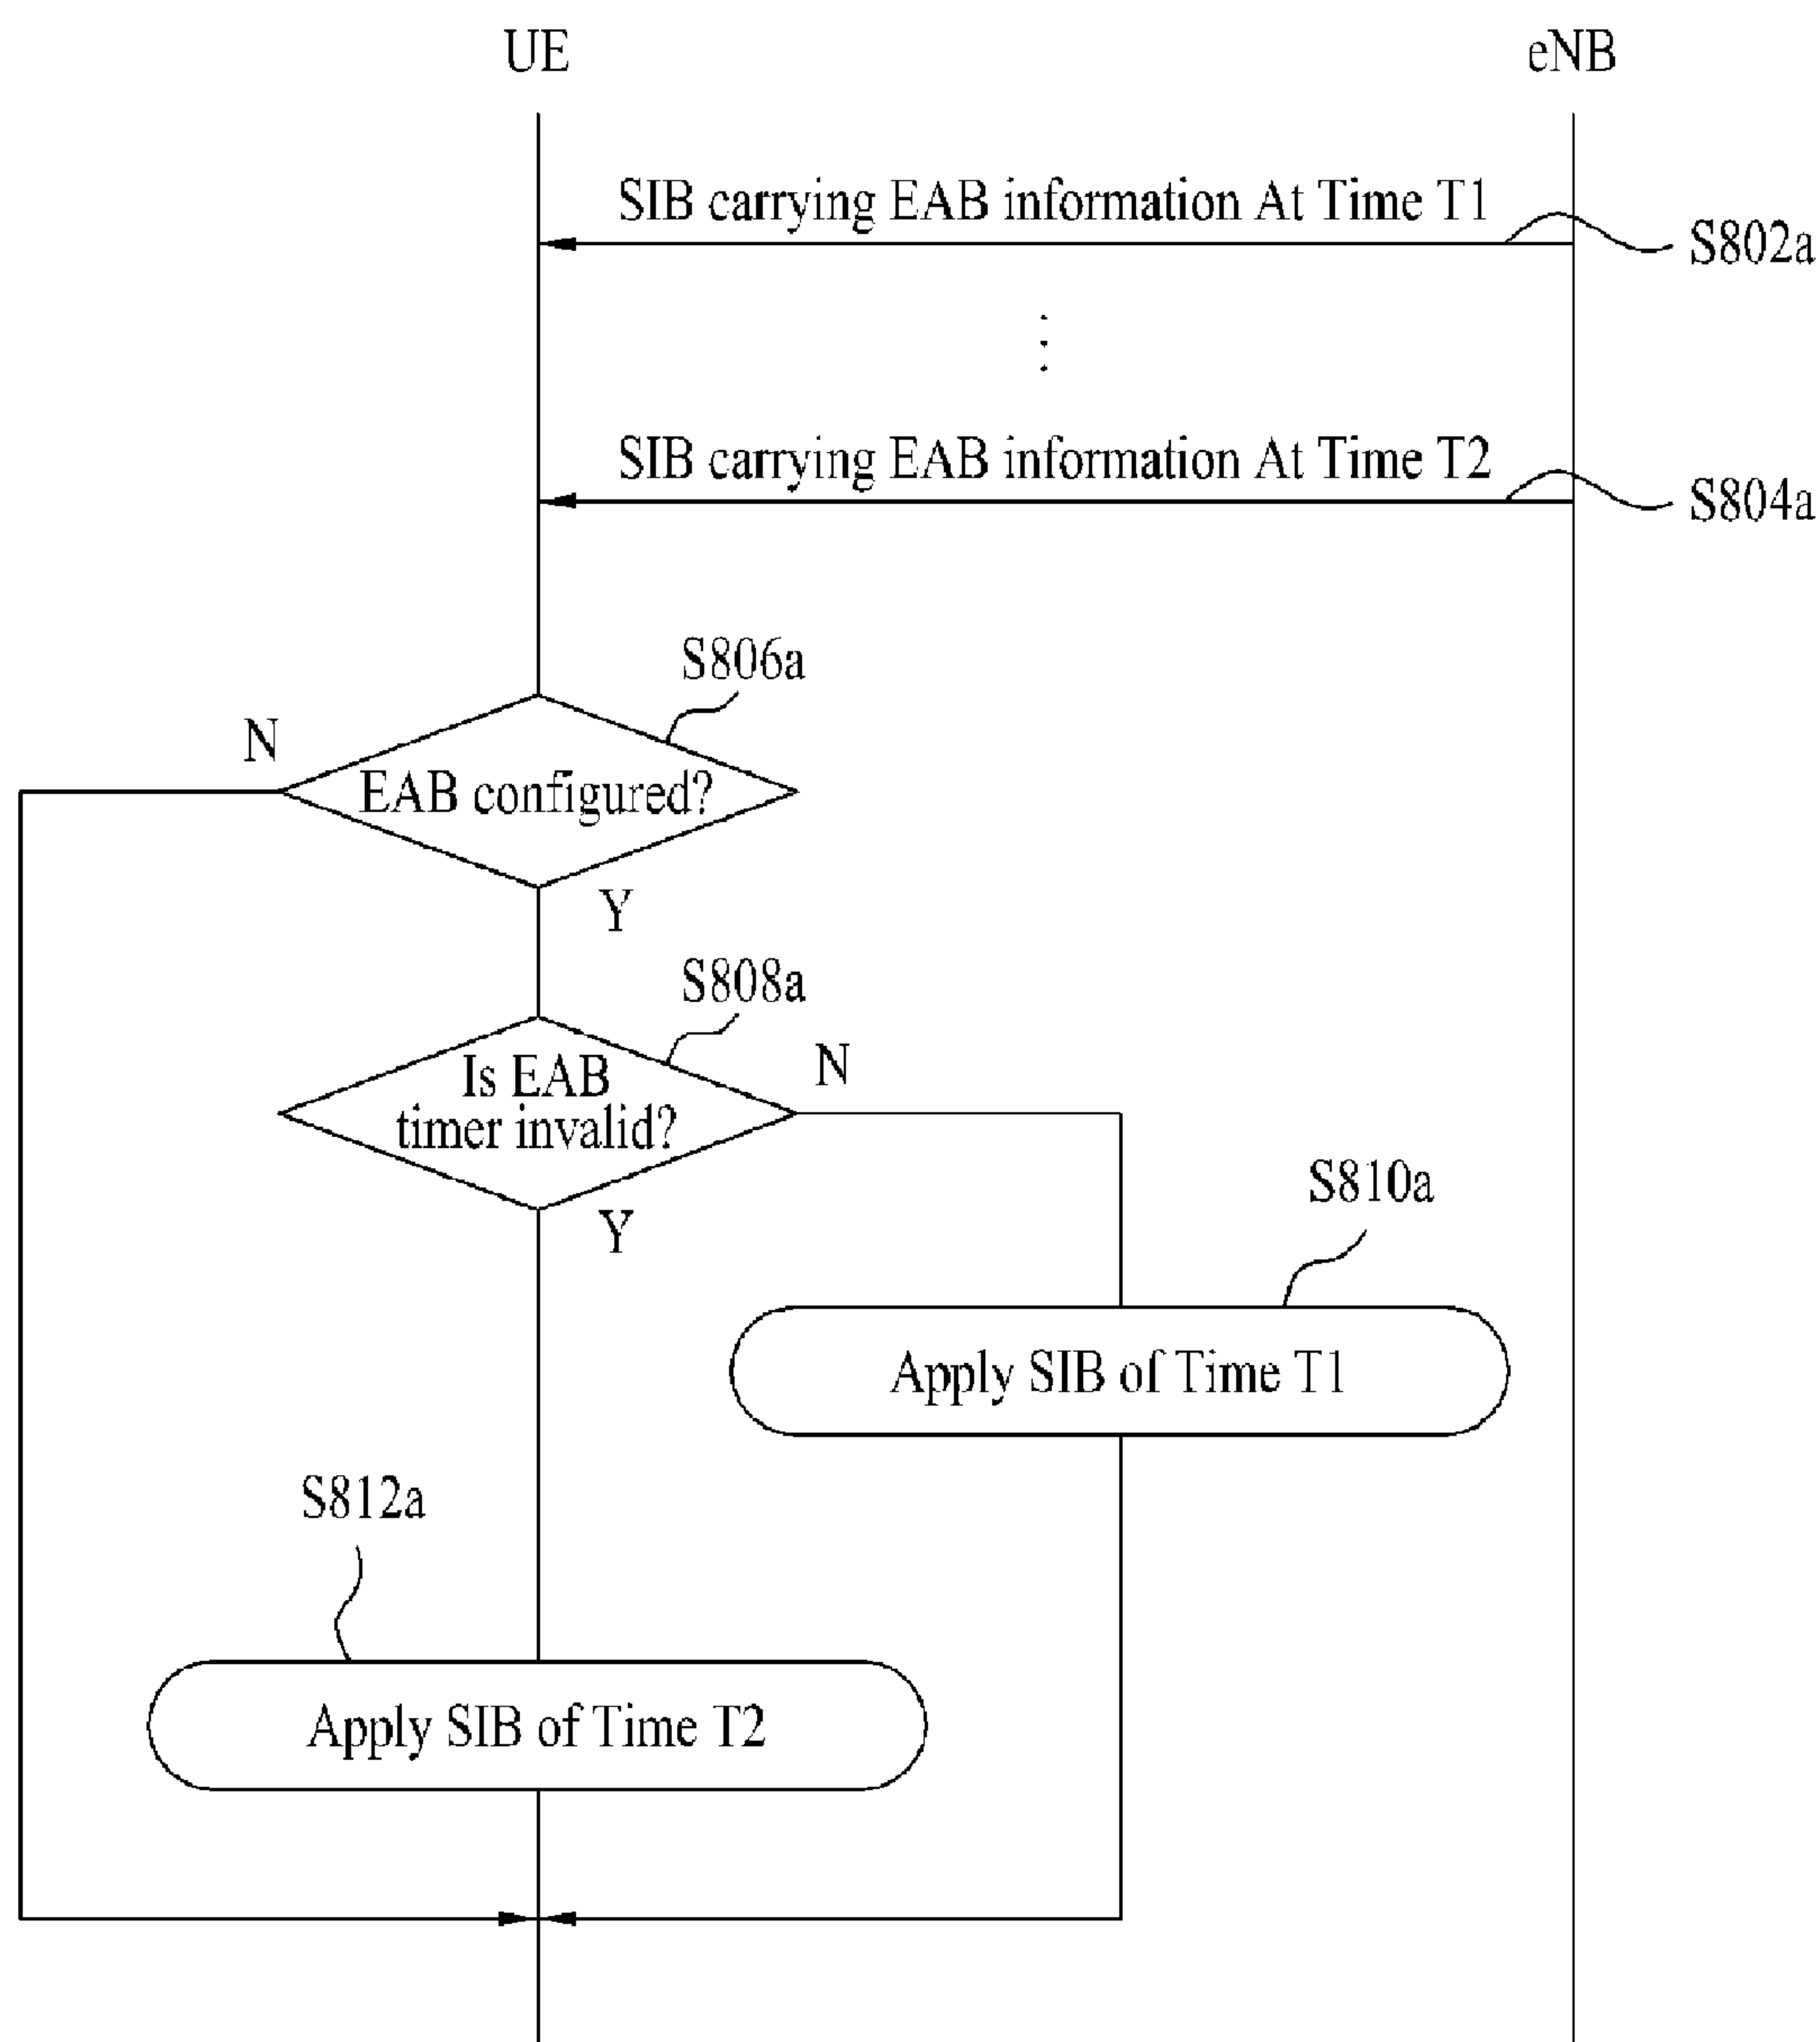 UE
eNB
SIB carrying EAB information At Time T1
S802a
SIB carrying EAB information At Time T2
S804a
S806a
N
EAB configured?
Y
S808a
N
Is EAB
timer invalid?
Y
S810a
Apply SIB of Time T1
S812a
Apply SIB of Time T2